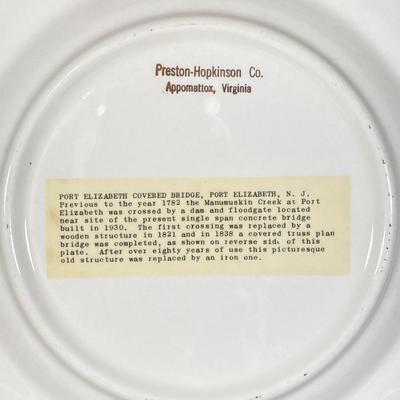 Preston-Hopkinson Co.
Appomattox, Virginia
PORT ELIZABETH COVERED BRIDGE, PORT ELIZABETH, N. J.
Previous to the year 1782 the Manumuskin Creek at Port
Elizabeth was crossed by a dam and floodgate located
near site of the present single span concrete bridge
built in 1930. The first crossing was replaced by a
wooden structure in 1821 and in 1838 a covered truss plan
bridge was completed, as shown on reverse side of this
plate. After over eighty years of use this picturesque
old structure was replaced by an iron one.